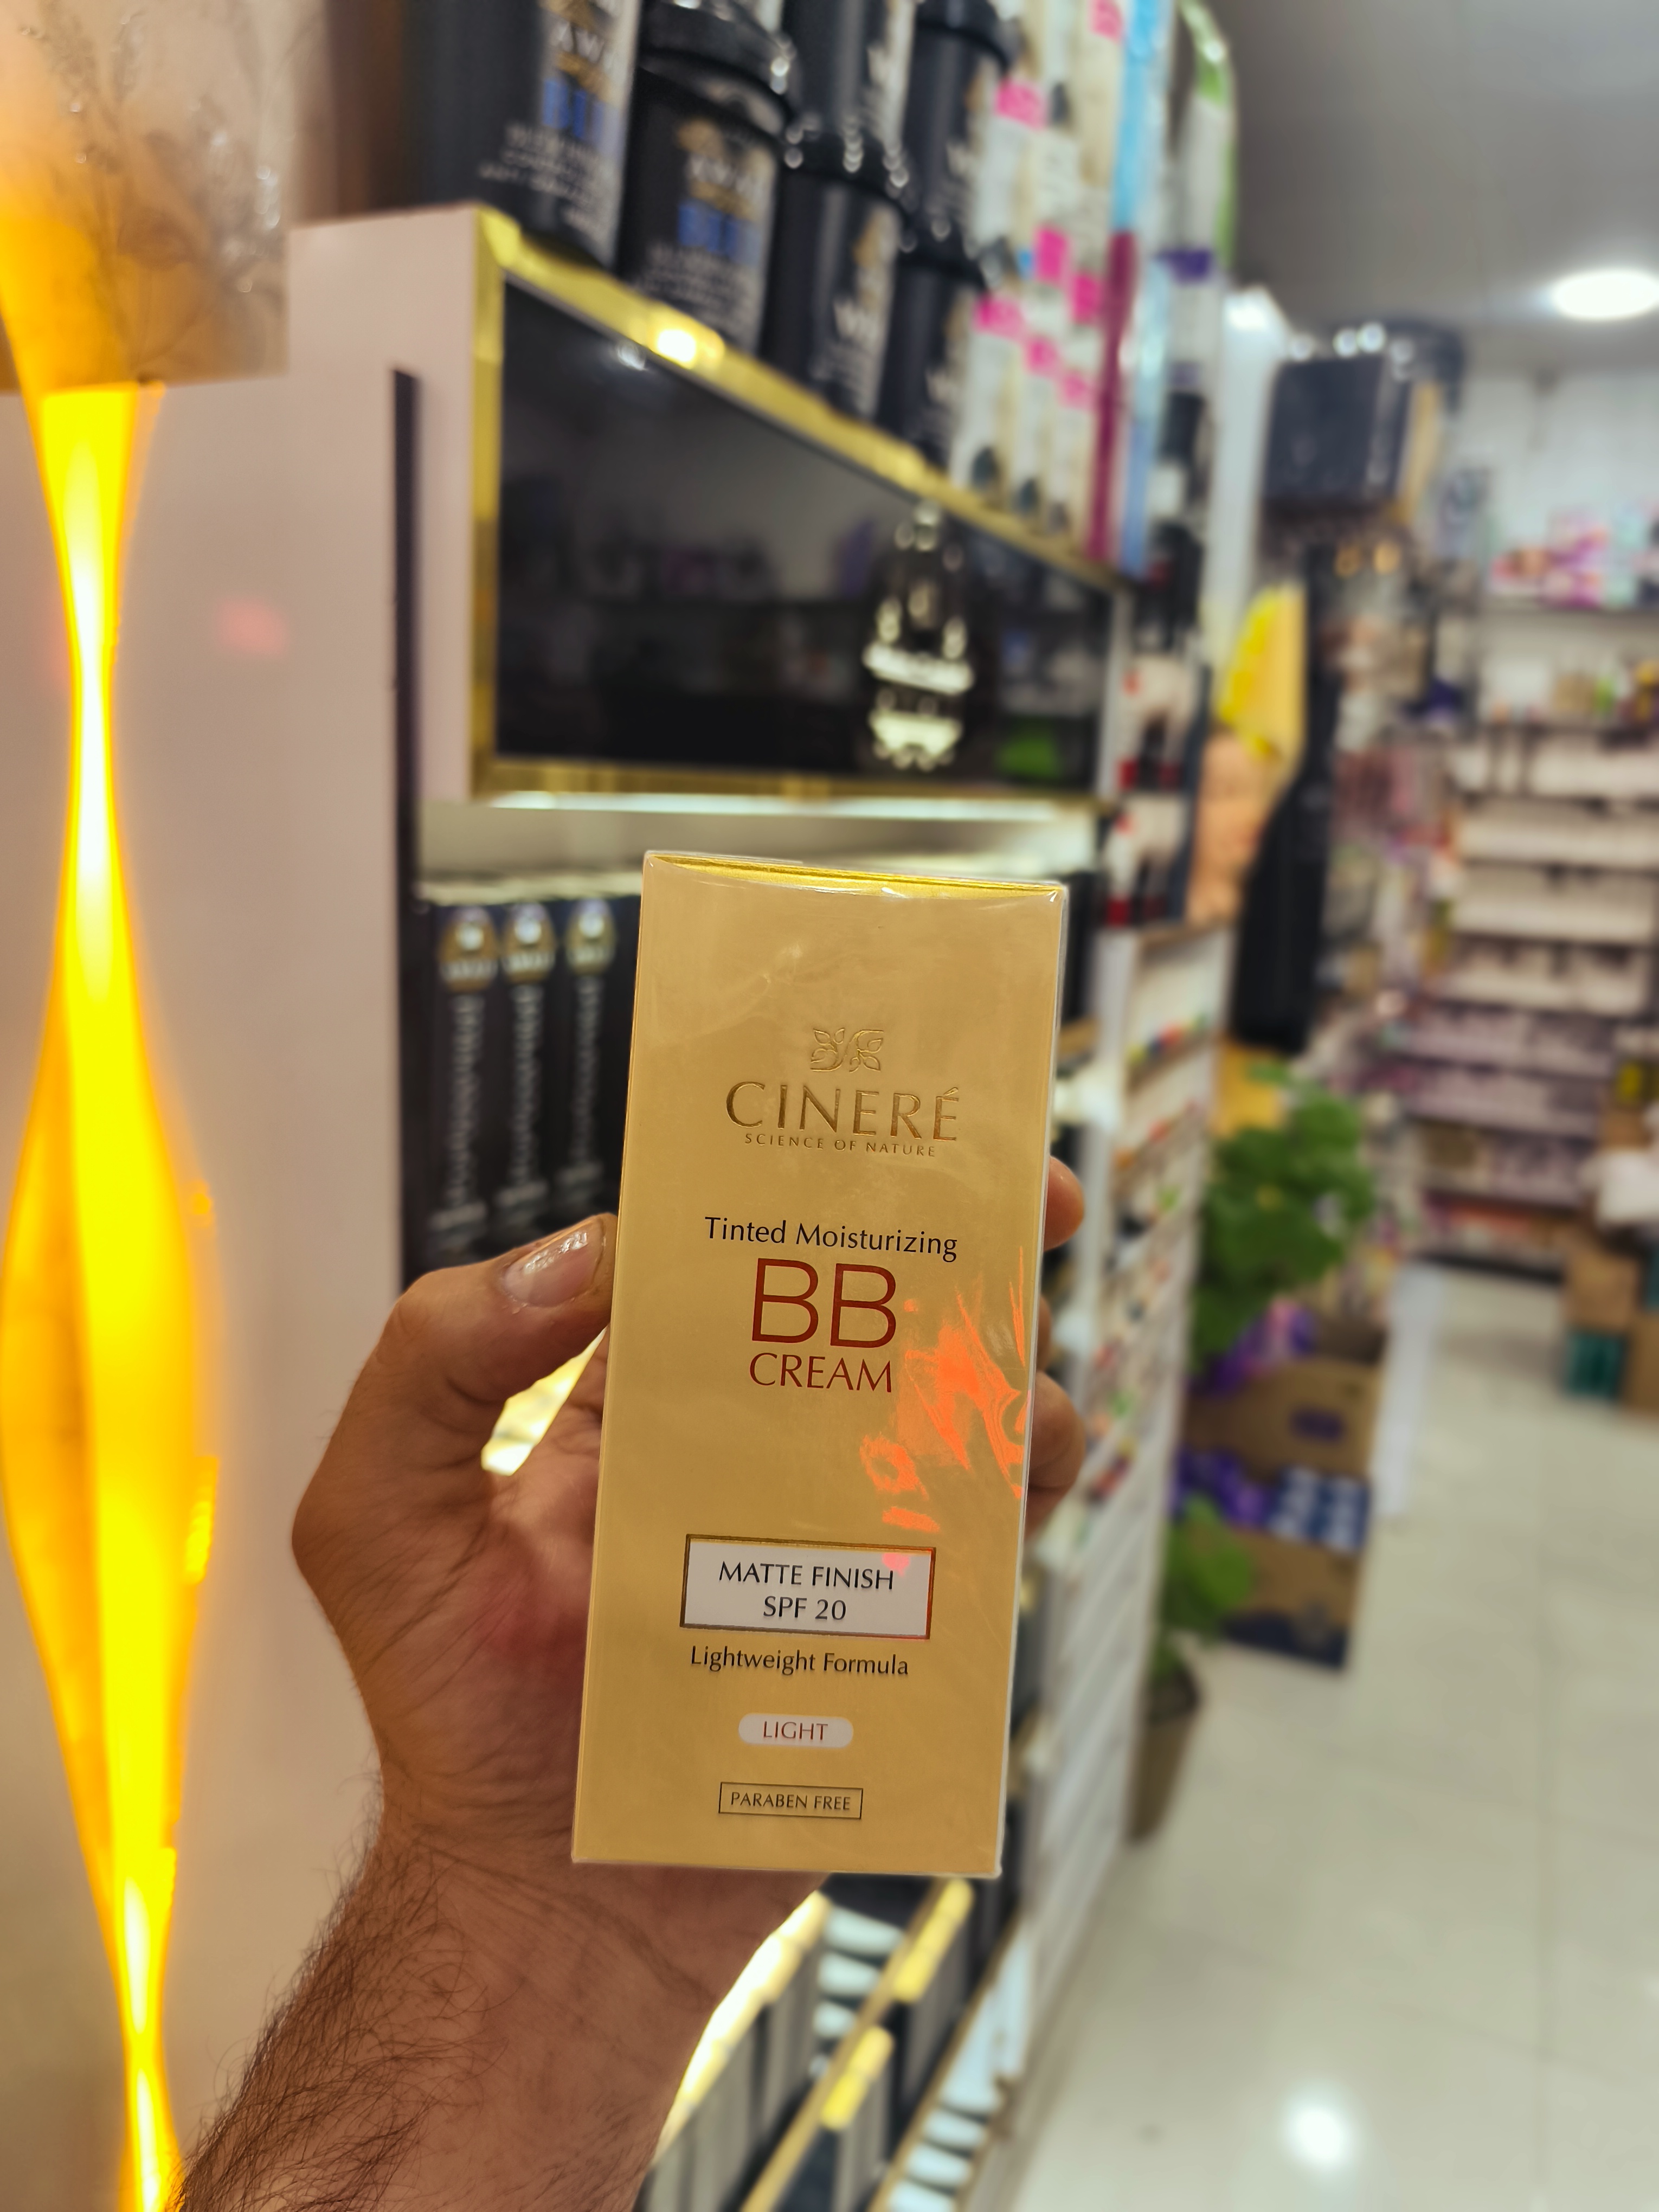 CINERÉ
SCIENCE OF NATURE
Tinted Moisturizing
BB
CREAM
MATTE FINISH
SPF 20
Lightweight Formula
LIGHT
PARABEN FREE